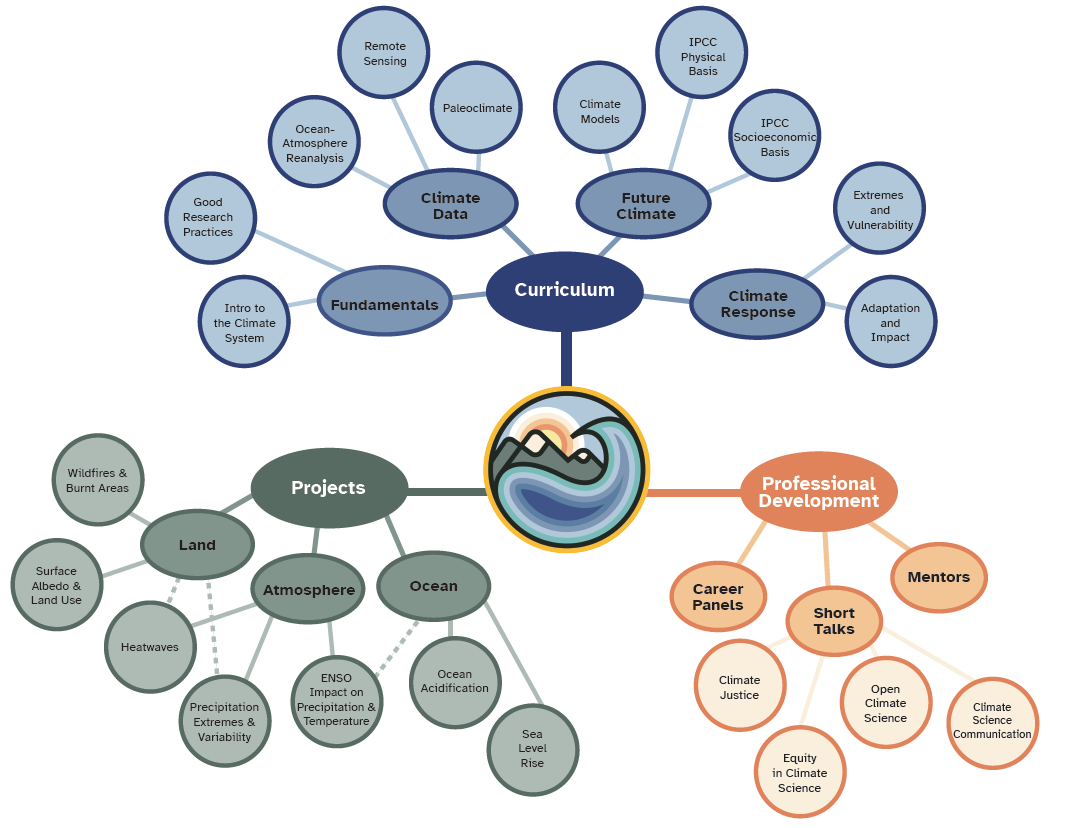 Remote
Sensing
Paleoclimate
Ocean-
Atmosphere
Reanalysis
Climate
Data
Good
Research
Practices
Intro to
the Climate
System
Fundamentals
Climate
Models
IPCC
Physical
Basis
IPCC
Socioeconomic
Basis
Future
Climate
Extremes
and
Vulnerability
Adaptation
and
Impact
Climate
Response
Curriculum
Projects
Wildfires &
Burnt Areas
Land
Surface
Albedo &
Land Use
Atmosphere
Ocean
Heatwaves
Precipitation
Extremes &
Variability
ENSO
Impact on
Precipitation &
Temperature
Ocean
Acidification
Sea
Level
Rise
Professional
Development
Career
Panels
Short
Talks
Mentors
Climate
Justice
Equity
in Climate
Science
Open
Climate
Science
Climate
Science
Communication